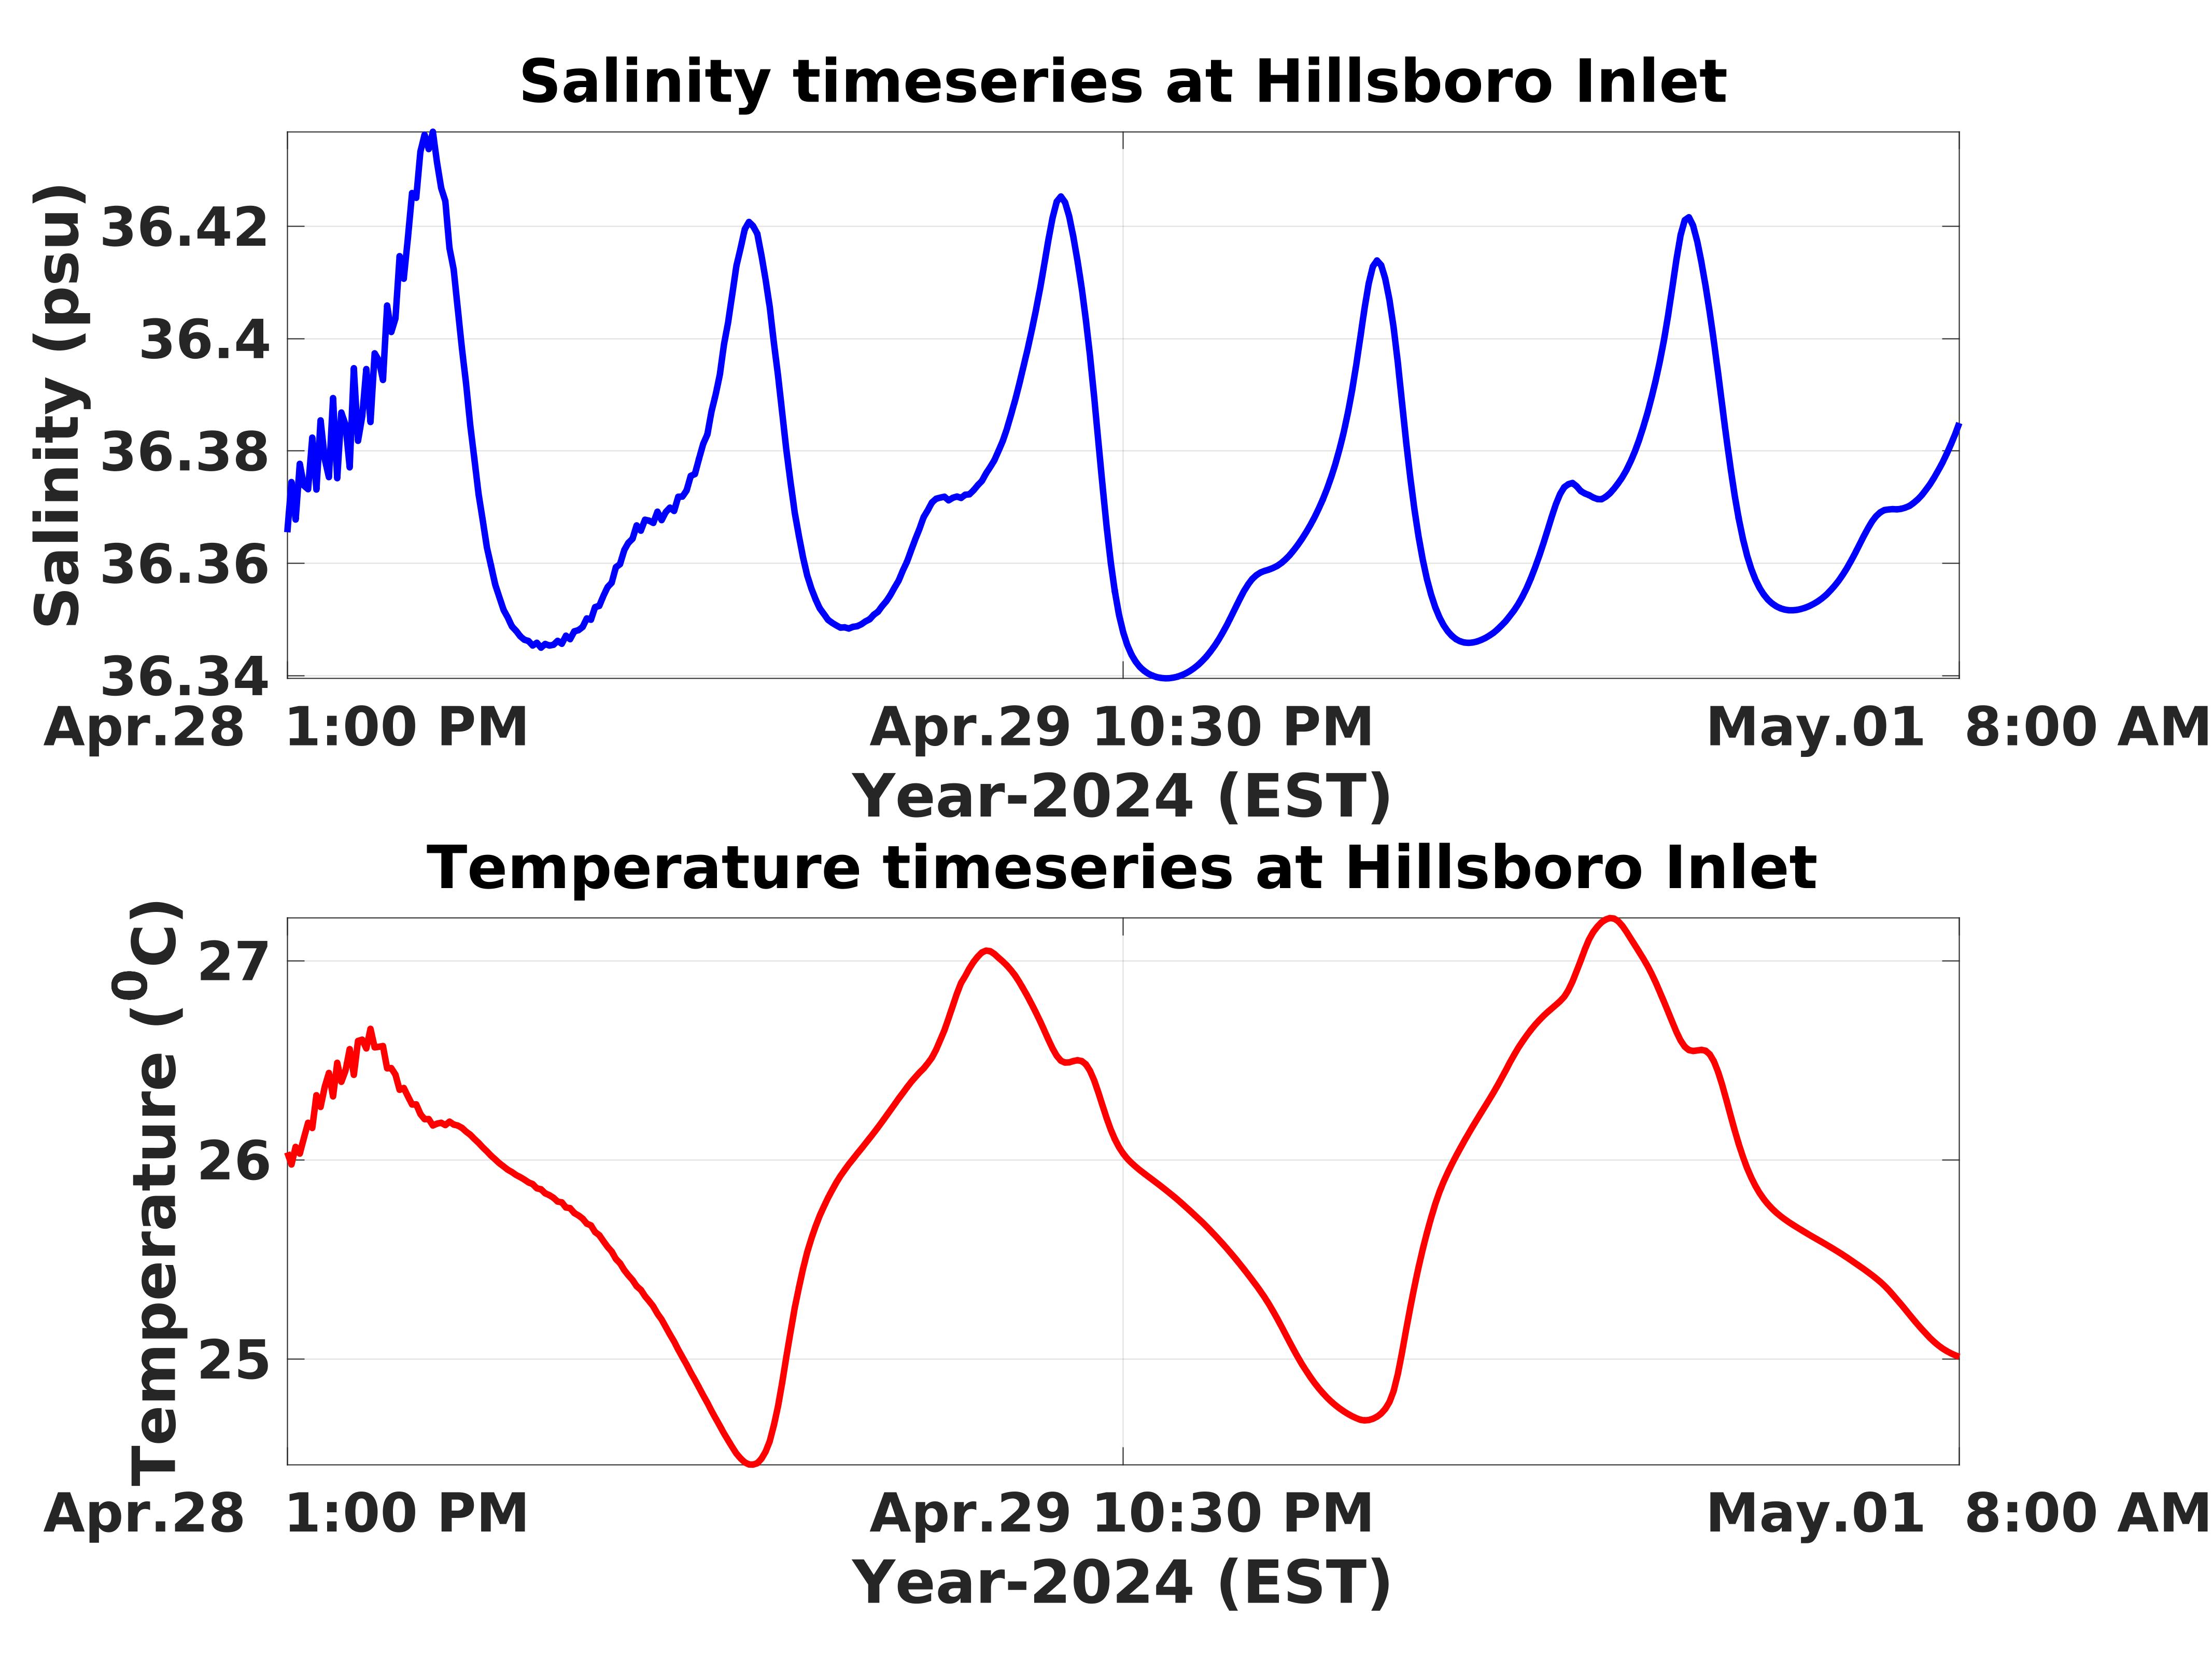 Salinity timeseries at Hillsboro Inlet
Salinity (psu)
36.42
36.4
36.38
36.36
36.34
Apr.28  1:00 PM
Apr.29 10:30 PM
May.01  8:00 AM
Year-2024 (EST)
Temperature timeseries at Hillsboro Inlet
Temperature (⁰C)
27
26
25
Apr.28  1:00 PM
Apr.29 10:30 PM
May.01  8:00 AM
Year-2024 (EST)